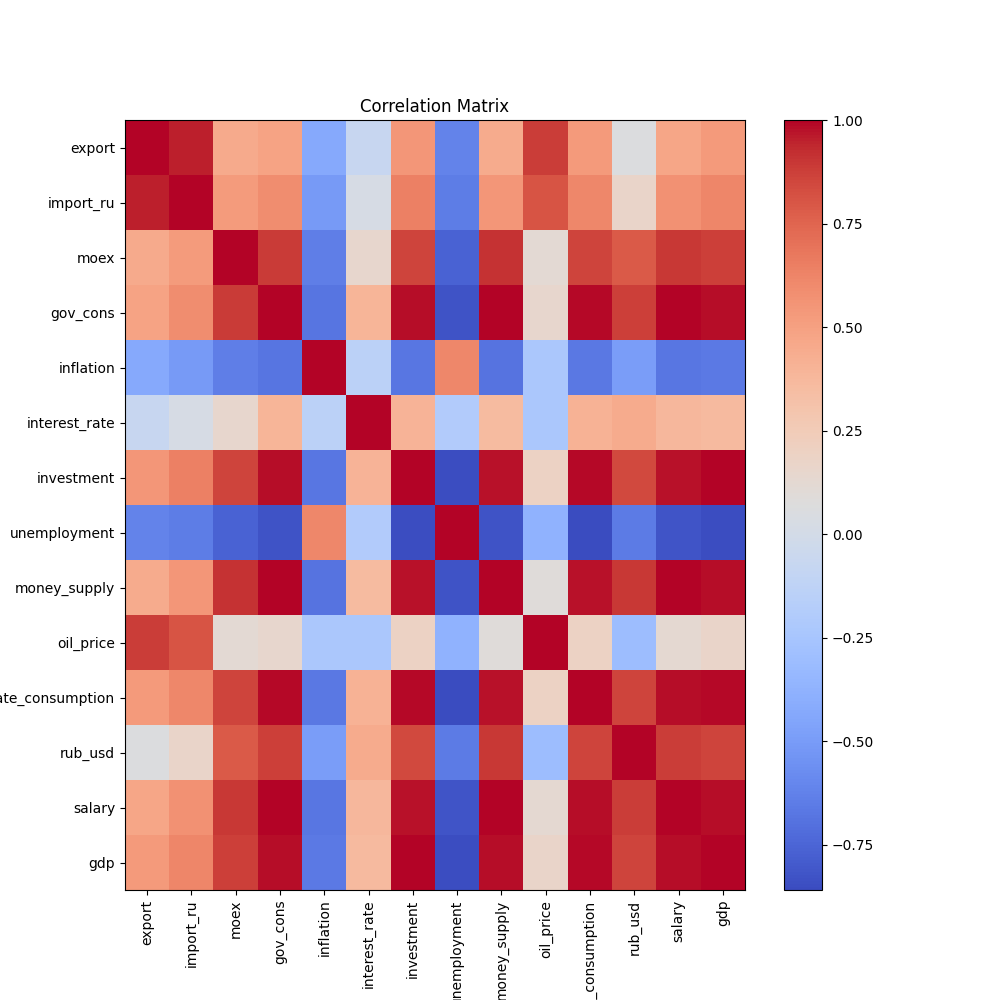 Correlation Matrix
export
import_ru
moex
gov_cons
inflation
interest_rate
investment
unemployment
money_supply
oil_price
ate_consumption
rub_usd
salary
gdp
export
import_ru
moex
gov_cons
inflation
interest_rate
investment
nemployment
money_supply
oil_price
_consumption
rub_usd
salary
gdp
1.00
0.75
0.50
0.25
0.00
−0.25
−0.50
−0.75